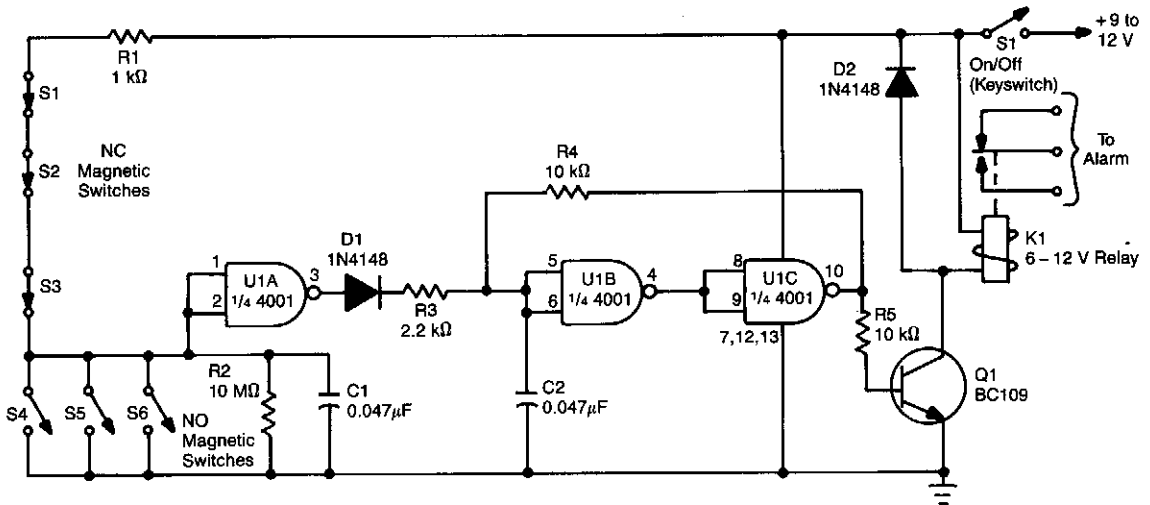 R1
1 kΩ
S1
S2
NC
Magnetic
Switches
S3
D2
1N4148
S1
On/Off
(Keyswitch)
+ 9 to
12 V
To
Alarm
K1
6 – 12 V Relay
R4
10 kΩ
1
2
U1A
1/4 4001
3
D1
1N4148
R3
2.2 kΩ
5
6
U1B
1/4 4001
4
8
9
U1C
1/4 4001
10
7,12,13
R5
10 kΩ
Q1
BC109
S4
S5
S6
NO
Magnetic
Switches
R2
10 MΩ
C1
0.047μF
C2
0.047μF